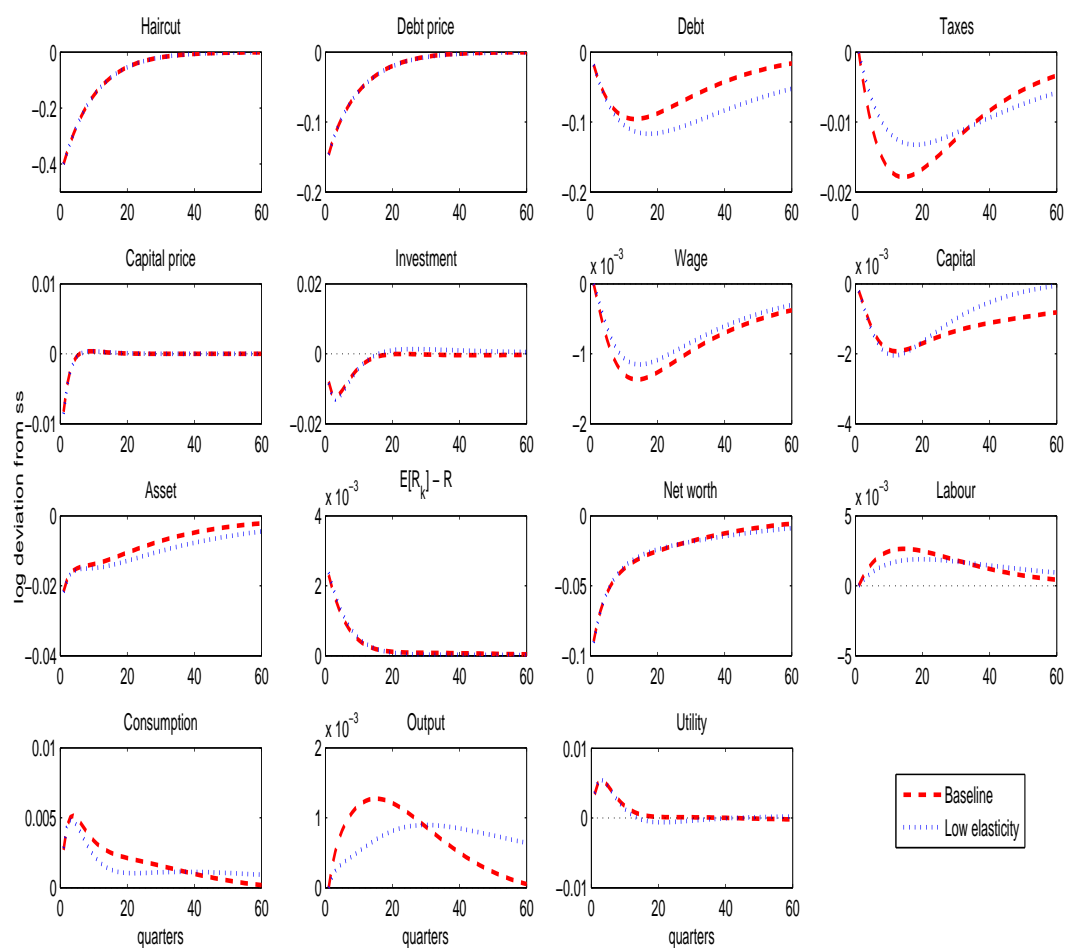 Haircut Debt price Debt Taxes
0 0 0 0
−0.2 −0.1 −0.1 −0.01
−0.4
−0.2 −0.2 −0.02
0 20 40 60 0 20 40 60 0 20 40 60 0 20 40 60
Capital price Investment x 10⁻³ Wage x 10⁻³ Capital
0.01 0.02 0 0
0 0 −1 −2
−0.01 −0.02 −2 −4
0 20 40 60 0 20 40 60 0 20 40 60 0 20 40 60
log deviation from ss
Asset x 10⁻³ E[Rₖ] − R Net worth x 10⁻³ Labour
0 4 0 5
−0.02 2 −0.05 0
−0.04 0 −0.1 −5
0 20 40 60 0 20 40 60 0 20 40 60 0 20 40 60
Consumption x 10⁻³ Output Utility
0.01 2 0.01
0.005 1 0
0 0 −0.01
0 20 40 60 0 20 40 60 0 20 40 60
quarters quarters
Baseline
Low elasticity